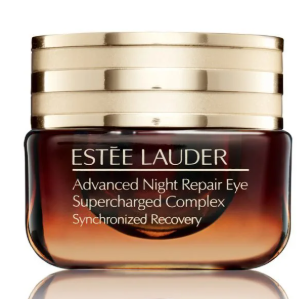 ESTĒE LAUDER
Advanced Night Repair Eye
Supercharged Complex
Synchronized Recovery